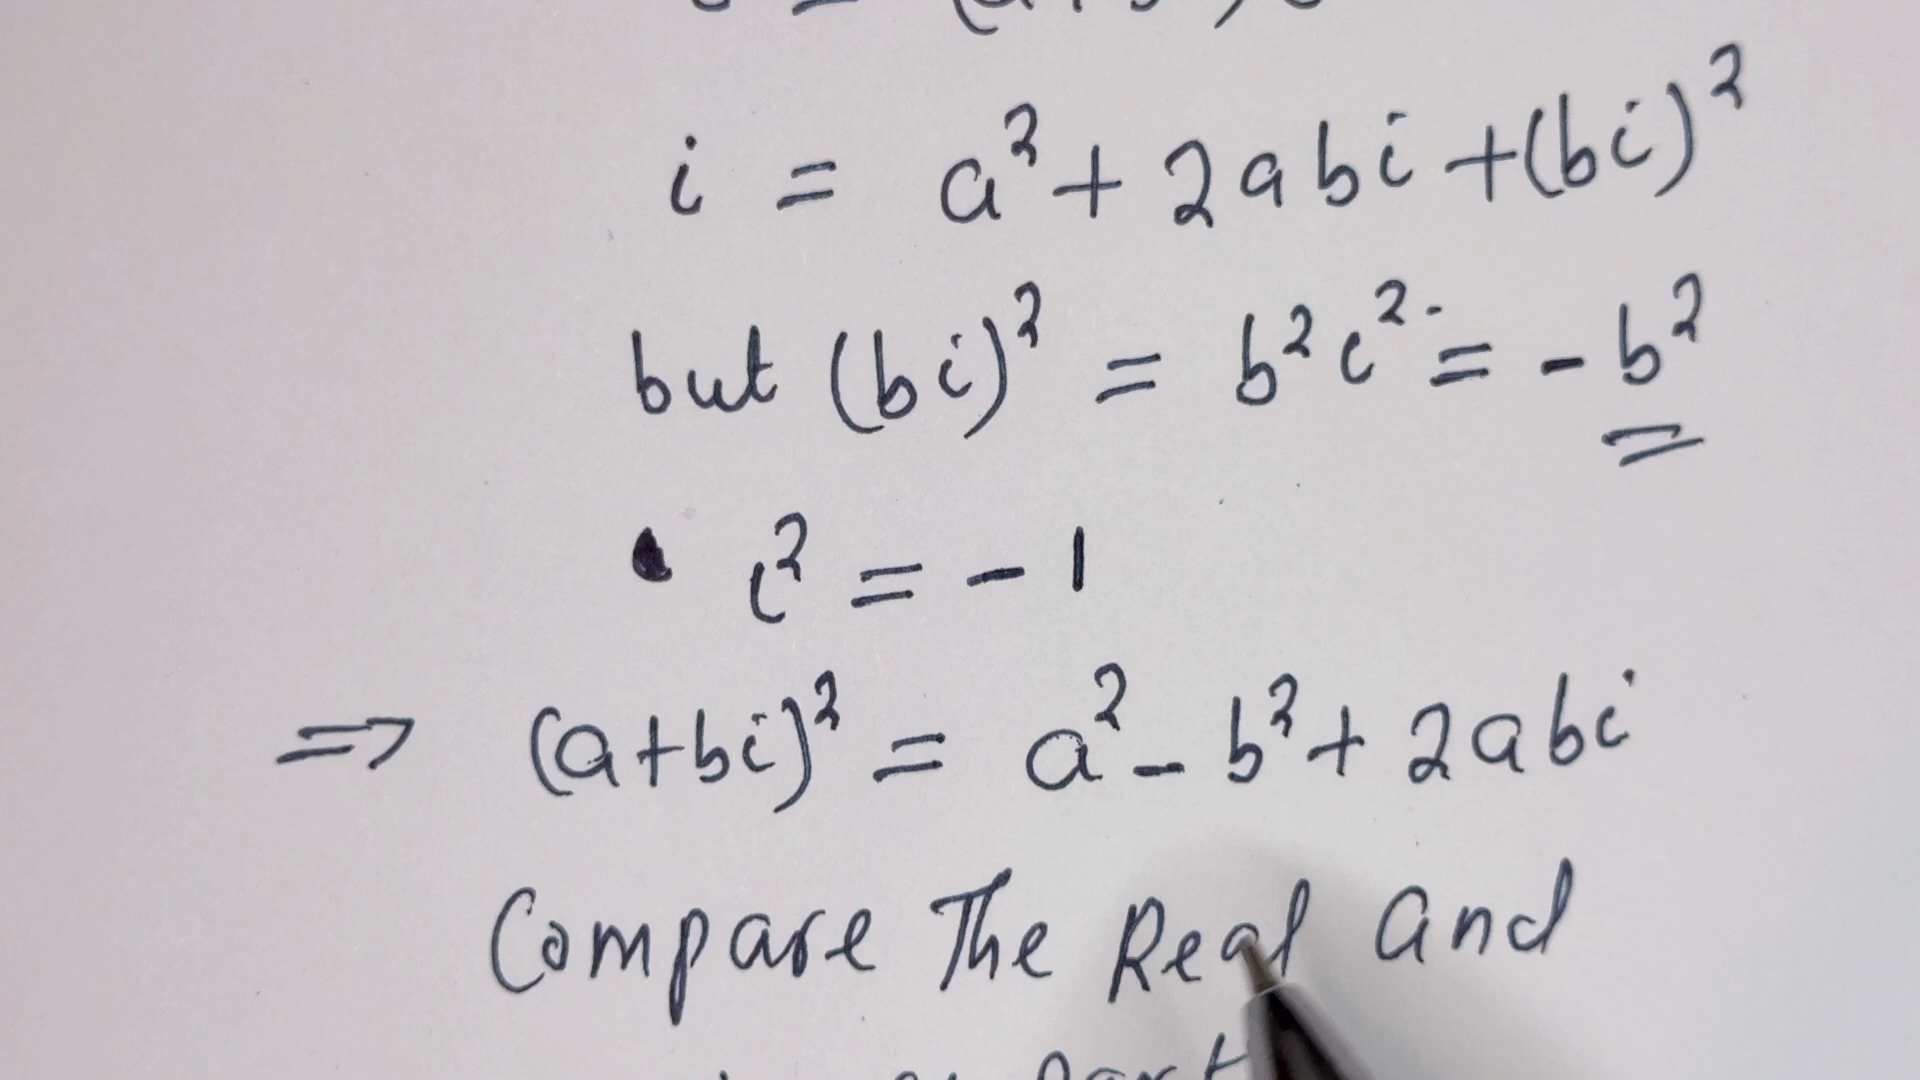 i = a² + 2abi + (bi)²
but (bi)² = b²i² = -b²
i² = -1
⇒ (a+bi)² = a² - b² + 2abi
Compare The Real and